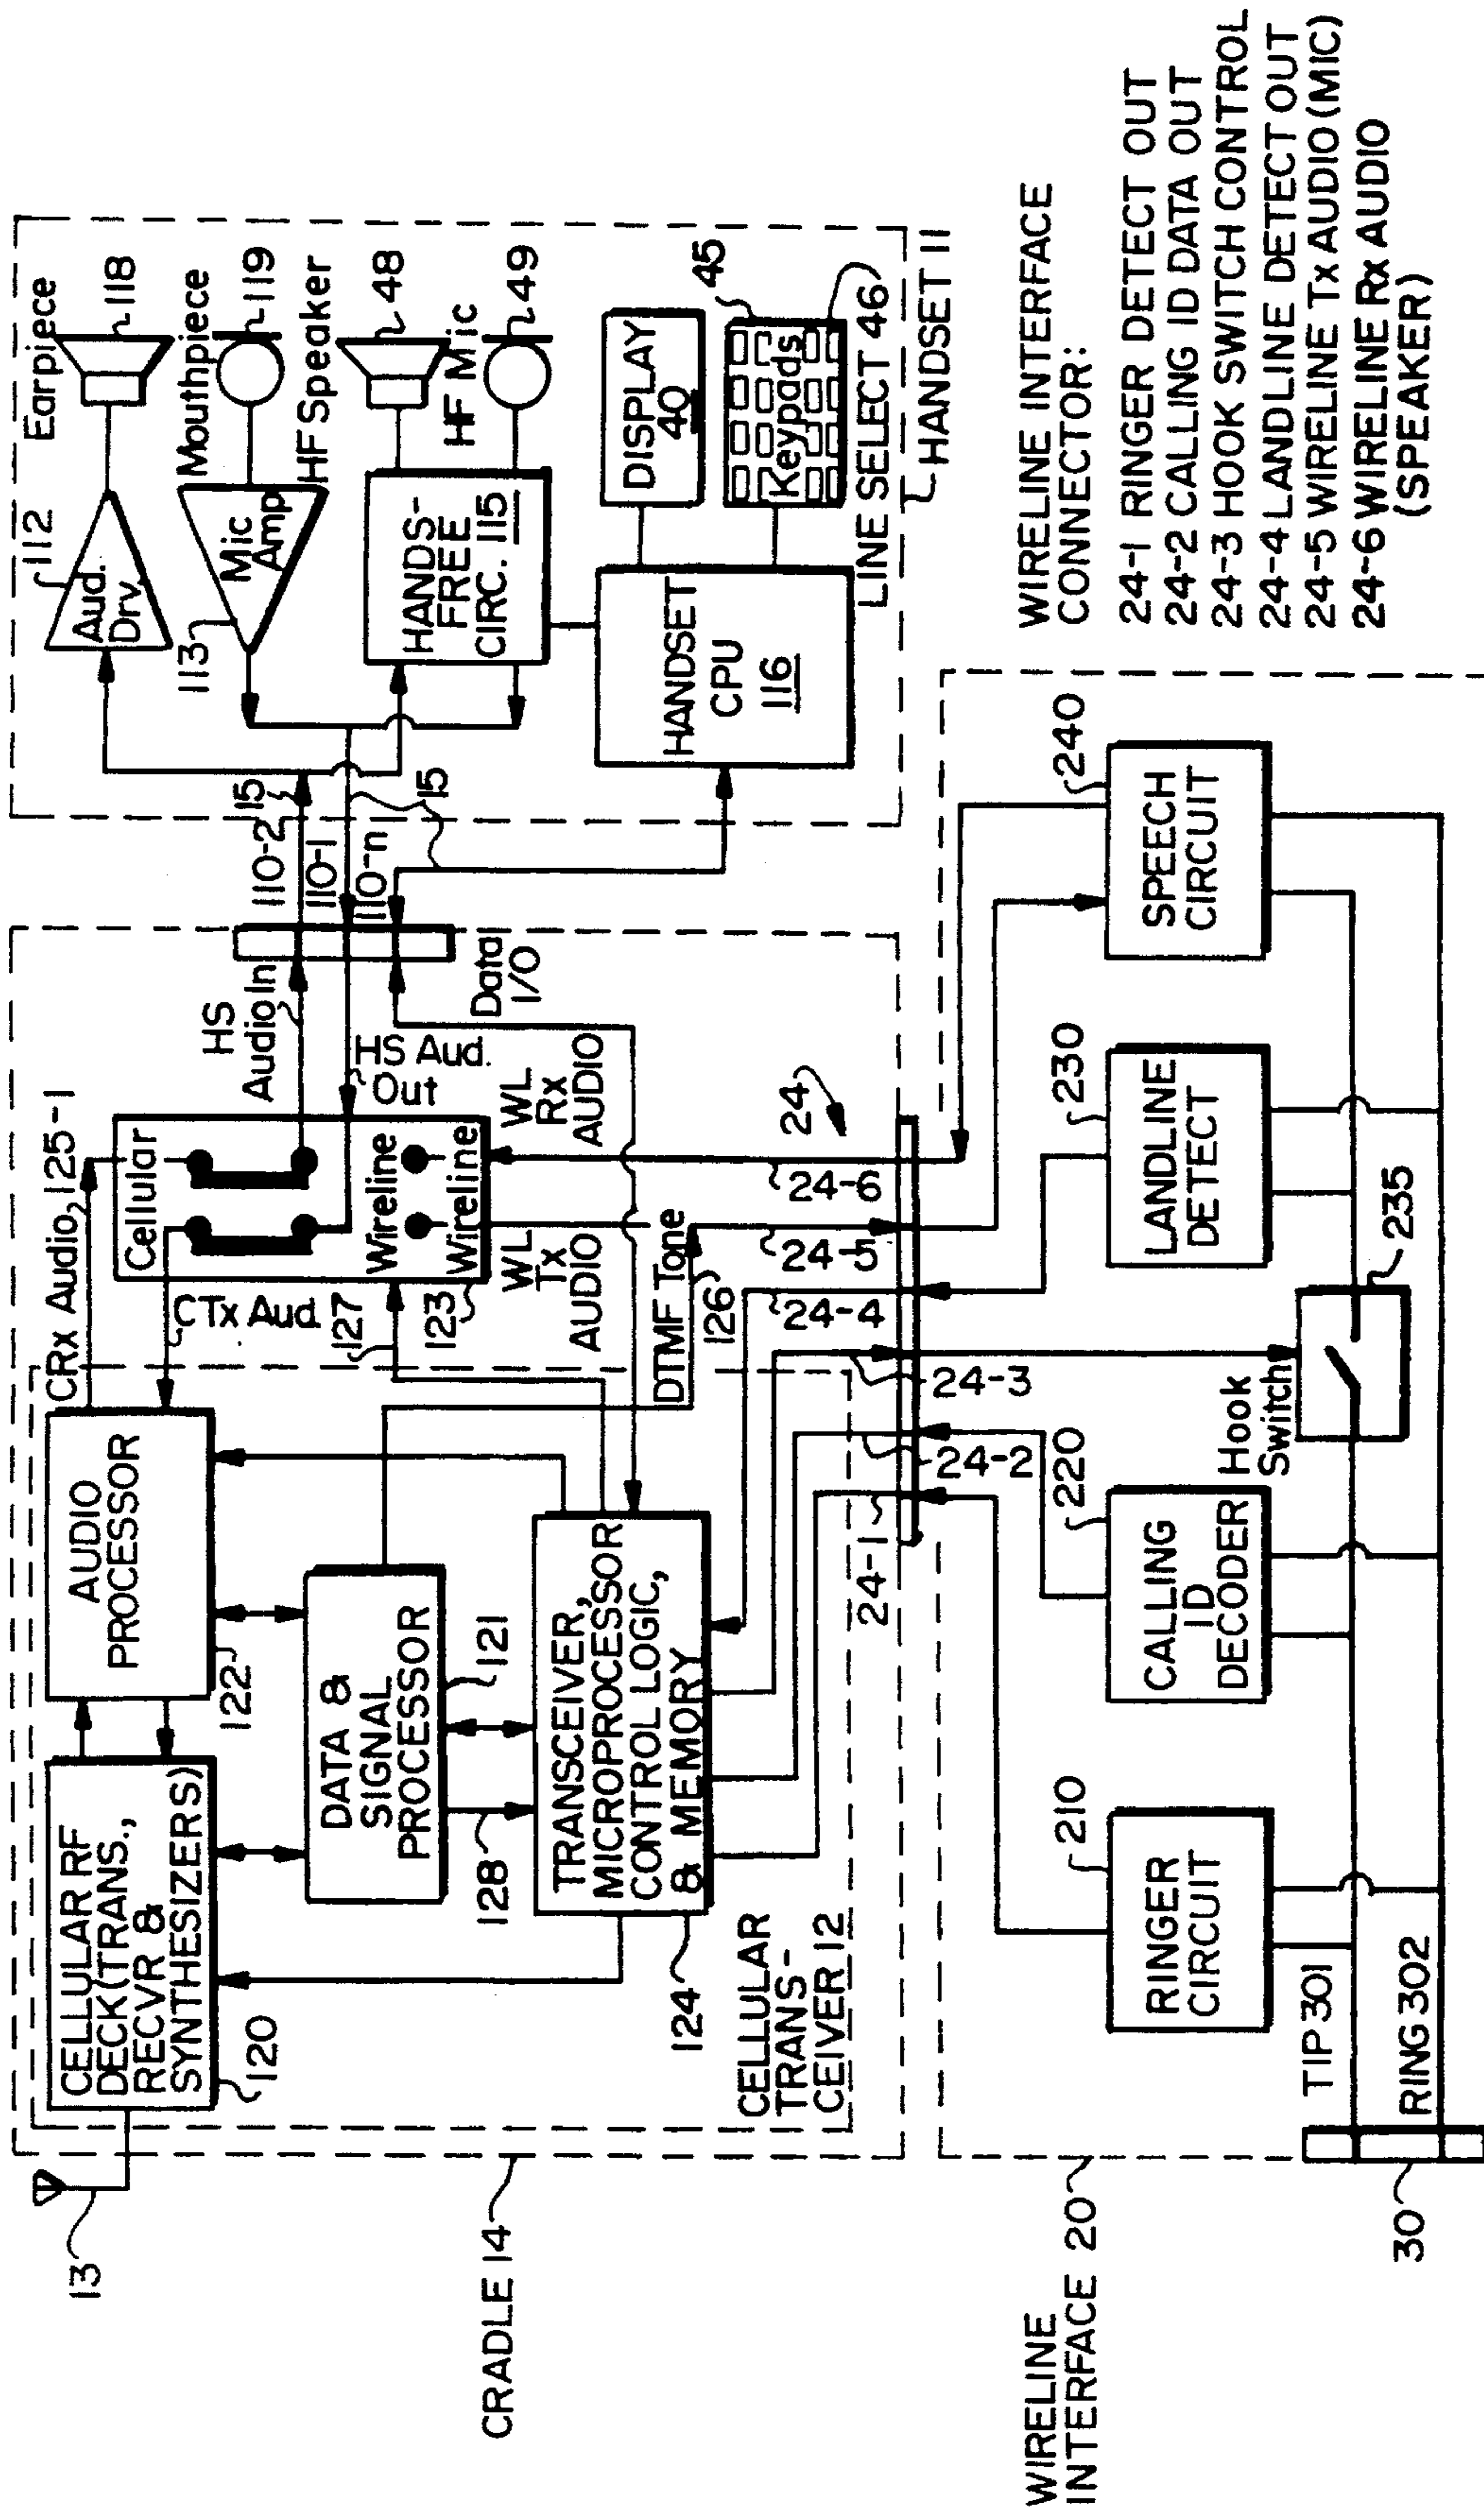 13
CELLULAR RF
DECK (TRANS.,
RECVR &
SYNTHESIZERS)
120
AUDIO
PROCESSOR
122
DATA &
SIGNAL
PROCESSOR
121
128
TRANSCEIVER,
MICROPROCESSOR
CONTROL LOGIC,
& MEMORY
124
CELLULAR
TRANS-
CEIVER 12
CRADLE 14
CRx Audio, 125-1
CTx Aud.
127
123
Cellular
Wireline
Wireline
HS
Audio In
HS Aud.
Out
WL
Rx
AUDIO
WL
Tx
AUDIO
DTMF Tone
126
Data
I/O
110-2
110-1
110-n
15
15
112
Aud.
Drv.
Earpiece
118
113
Mic
Amp
Mouthpiece
119
HANDS-
FREE
CIRC. 115
HF Speaker
48
HF Mic
49
HANDSET
CPU
116
DISPLAY
40
45
Keypads
LINE SELECT 46
HANDSET 11
24
24-1
24-2
24-3
24-4
24-5
24-6
WIRELINE
INTERFACE 20
RINGER
CIRCUIT
210
CALLING
ID
DECODER
220
Hook
Switch
235
LANDLINE
DETECT
230
SPEECH
CIRCUIT
240
TIP 301
RING 302
30
WIRELINE INTERFACE
CONNECTOR:
24-1 RINGER DETECT OUT
24-2 CALLING ID DATA OUT
24-3 HOOK SWITCH CONTROL
24-4 LANDLINE DETECT OUT
24-5 WIRELINE Tx AUDIO (MIC)
24-6 WIRELINE Rx AUDIO
(SPEAKER)